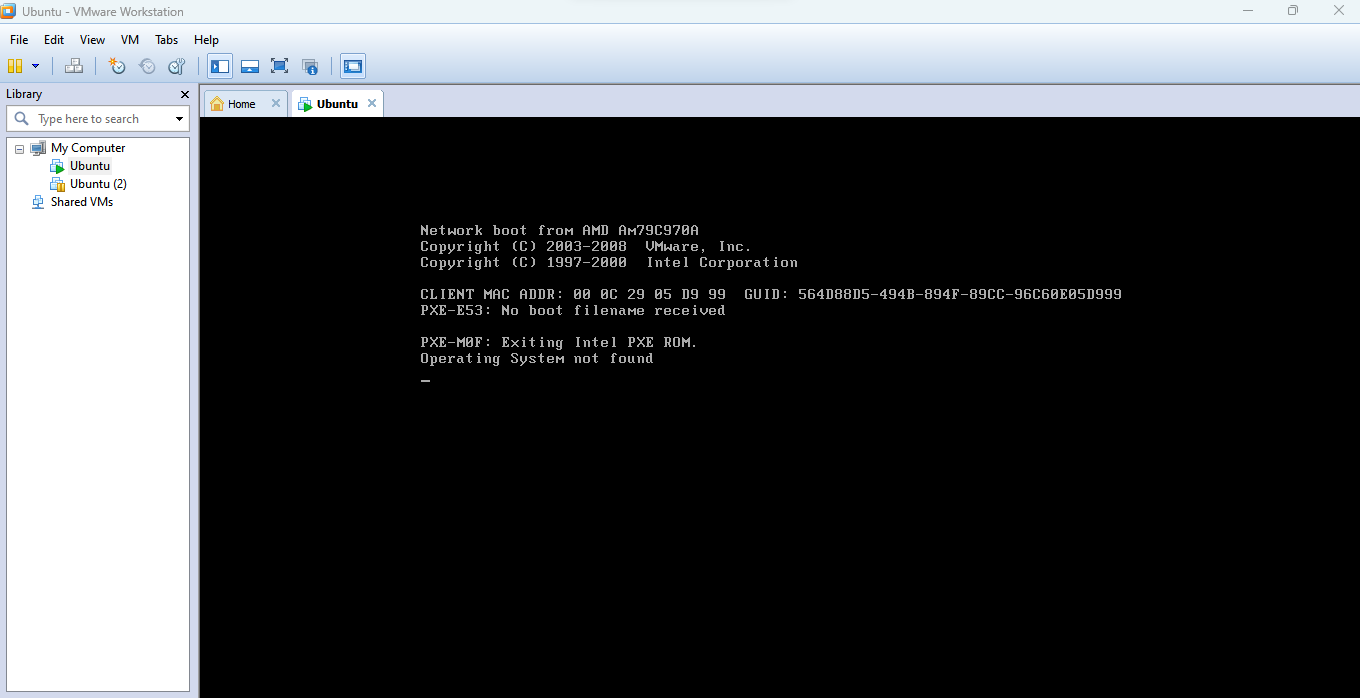 Ubuntu - VMware Workstation
File Edit View VM Tabs Help
Library
Type here to search
My Computer
Ubuntu
Ubuntu (2)
Shared VMs
Home
Ubuntu
Network boot from AMD Am79C970A
Copyright (C) 2003-2008 VMware, Inc.
Copyright (C) 1997-2000 Intel Corporation
CLIENT MAC ADDR: 00 0C 29 05 D9 99 GUID: 564D88D5-494B-894F-89CC-96C60E05D999
PXE-E53: No boot filename received
PXE-M0F: Exiting Intel PXE ROM.
Operating System not found